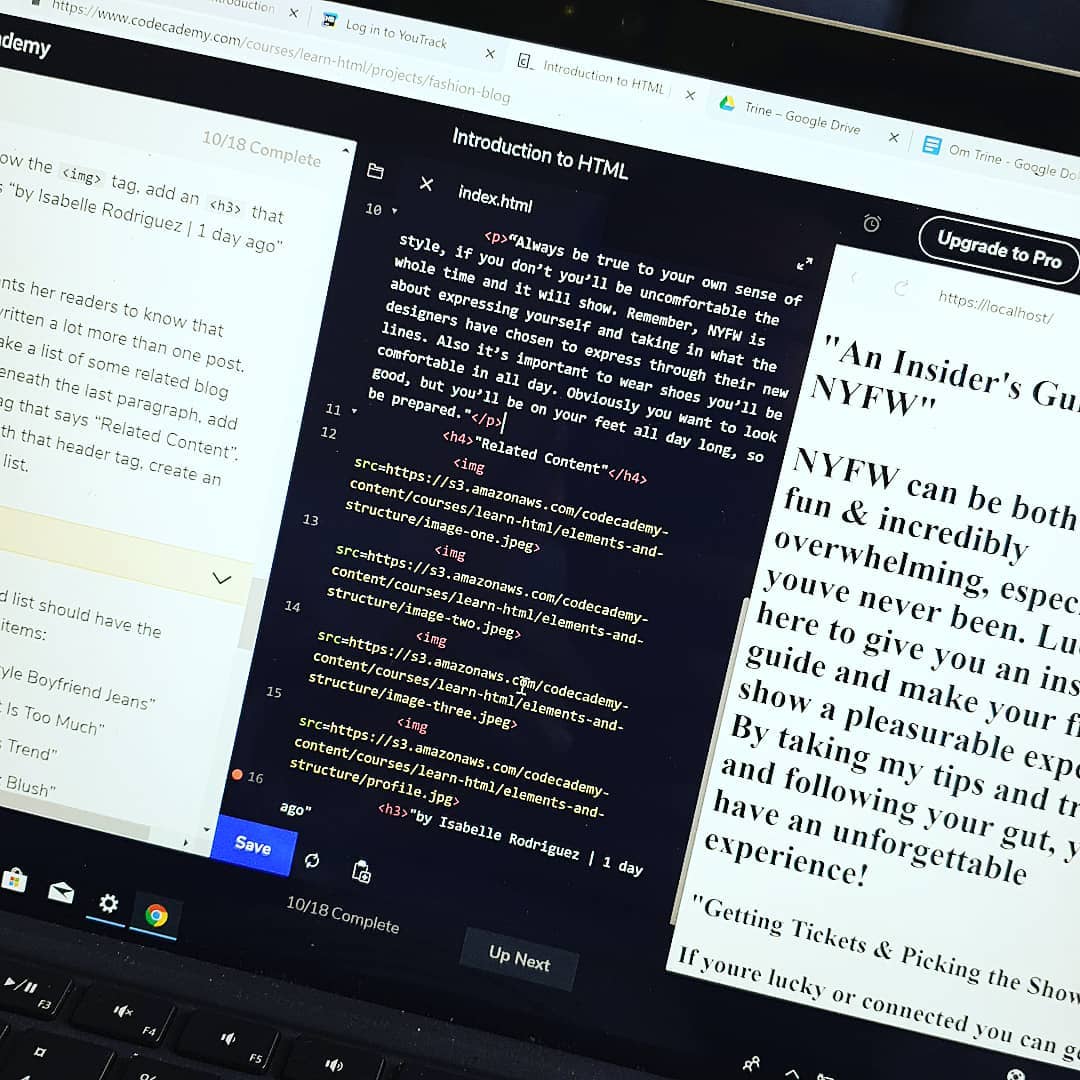 Log in to YouTrack
Introduction to HTML
Trine – Google Drive
Om Trine - Google Do
https://www.codecademy.com/courses/learn-html/projects/fashion-blog
10/18 Complete
the <img> tag, add an <h3> that
"by Isabelle Rodriguez | 1 day ago"
her readers to know that
a lot more than one post.
a list of some related blog
the last paragraph, add
that says "Related Content".
that header tag, create an
list.
list should have the
items:
Boyfriend Jeans"
Is Too Much"
Trend"
Blush"
Introduction to HTML
index.html
10
<p>"Always be true to your own sense of
style, if you don't you'll be uncomfortable the
whole time and it will show. Remember, NYFW is
about expressing yourself and taking in what the
designers have chosen to express through their new
lines. Also it's important to wear shoes you'll be
comfortable in all day. Obviously you want to look
good, but you'll be on your feet all day long, so
be prepared."</p>
11
<h4>"Related Content"</h4>
12
<img
src=https://s3.amazonaws.com/codecademy-
content/courses/learn-html/elements-and-
structure/image-one.jpeg>
13
<img
src=https://s3.amazonaws.com/codecademy-
content/courses/learn-html/elements-and-
structure/image-two.jpeg>
14
<img
src=https://s3.amazonaws.com/codecademy-
content/courses/learn-html/elements-and-
structure/image-three.jpeg>
15
<img
src=https://s3.amazonaws.com/codecademy-
content/courses/learn-html/elements-and-
structure/profile.jpg>
16
<h3>"by Isabelle Rodriguez | 1 day
ago"
Save
10/18 Complete
Up Next
Upgrade to Pro
https://localhost/
"An Insider's Gu
NYFW"
NYFW can be both
fun & incredibly
overwhelming, espec
youve never been. Lu
here to give you an ins
guide and make your fi
show a pleasurable expe
By taking my tips and tr
and following your gut, y
have an unforgettable
experience!
"Getting Tickets & Picking the Show
If youre lucky or connected you can ge
F3
F4
F5